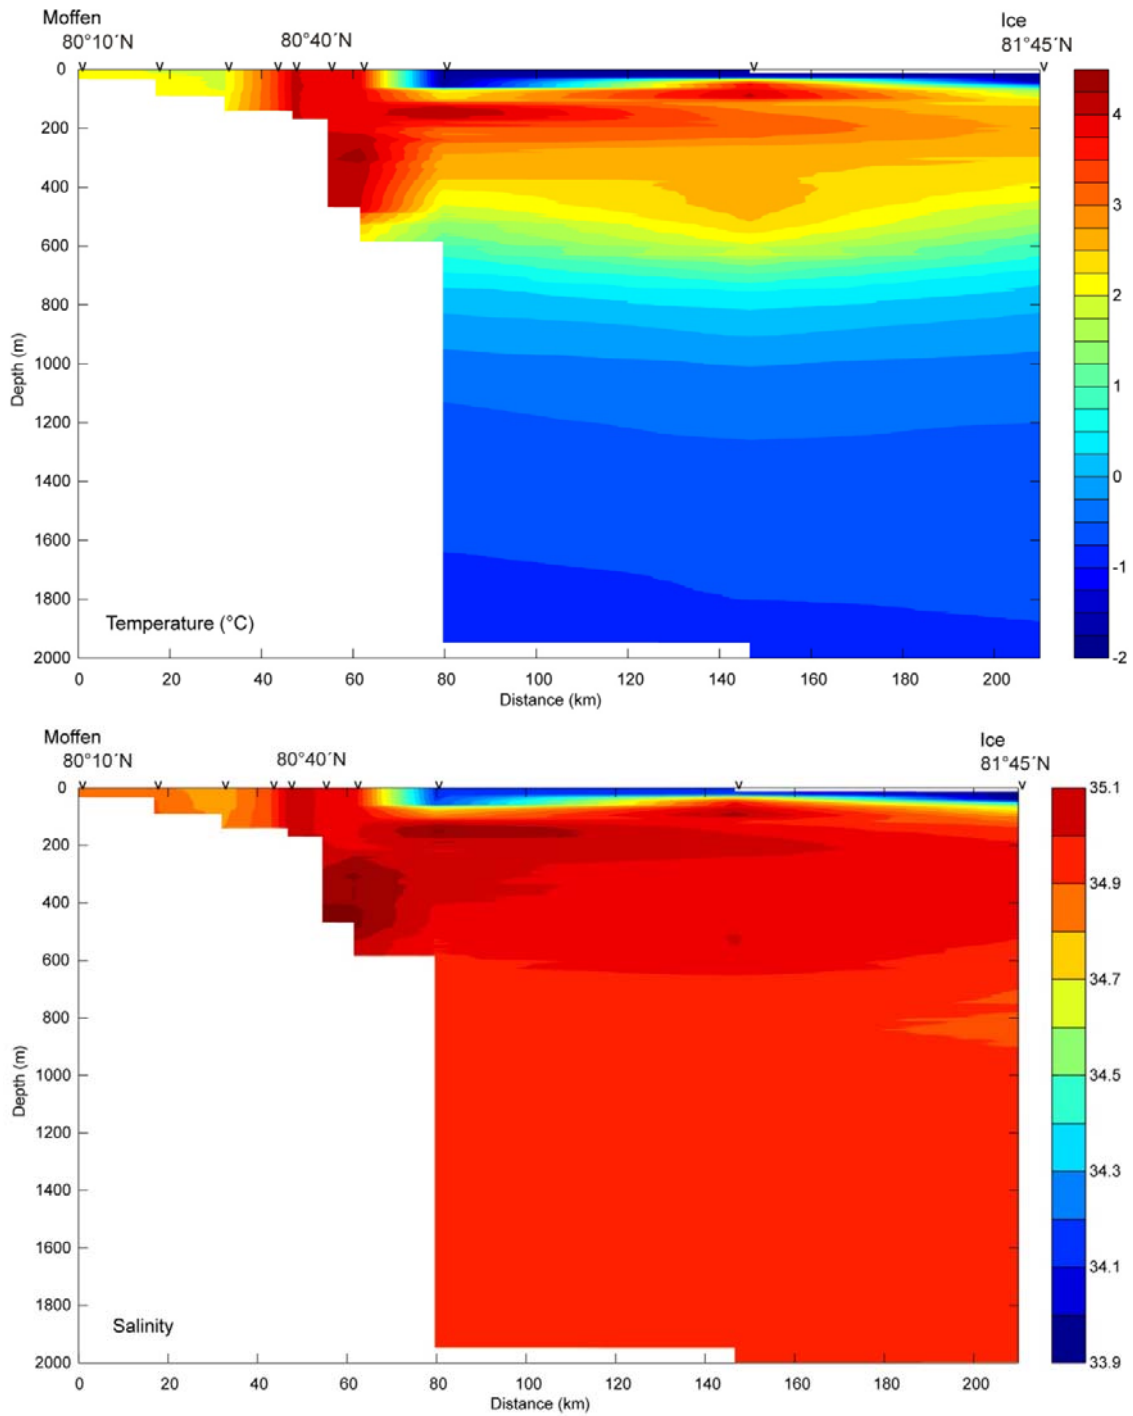 Moffen
80°10´N
80°40´N
Ice
81°45´N
v v v v v v v v v v v
0
200
400
600
800
1000
1200
1400
1600
1800
2000
Depth (m)
Temperature (°C)
0 20 40 60 80 100 120 140 160 180 200
Distance (km)
4
3
2
1
0
-1
-2
Moffen
80°10´N
80°40´N
Ice
81°45´N
v v v v v v v v v v
0
200
400
600
800
1000
1200
1400
1600
1800
2000
Depth (m)
Salinity
0 20 40 60 80 100 120 140 160 180 200
Distance (km)
35.1
34.9
34.7
34.5
34.3
34.1
33.9